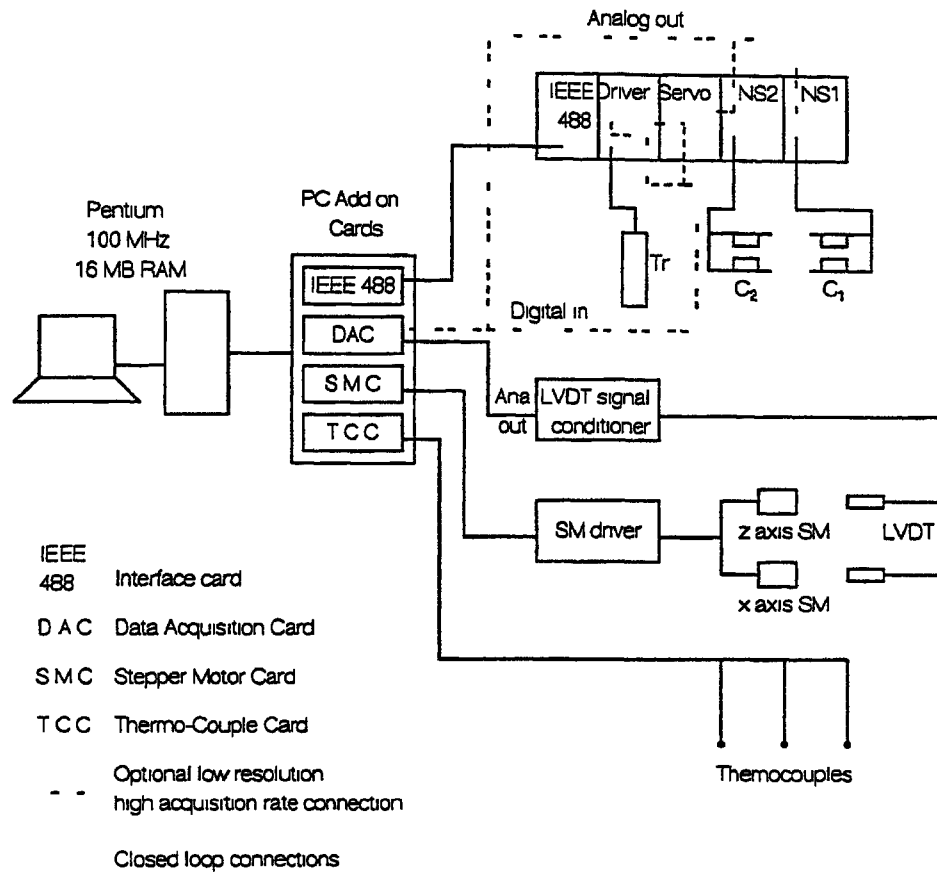 Analog out
IEEE
488
Driver
Servo
NS2
NS1
Pentium
100 MHz
16 MB RAM
PC Add on
Cards
IEEE 488
DAC
SMC
TCC
Tr
C2
C1
Digital in
Ana
out
LVDT signal
conditioner
SM driver
z axis SM
LVDT
x axis SM
Themocouples
IEEE
488 Interface card
DAC Data Acquisition Card
SMC Stepper Motor Card
TCC Thermo-Couple Card
Optional low resolution
high acquisition rate connection
Closed loop connections